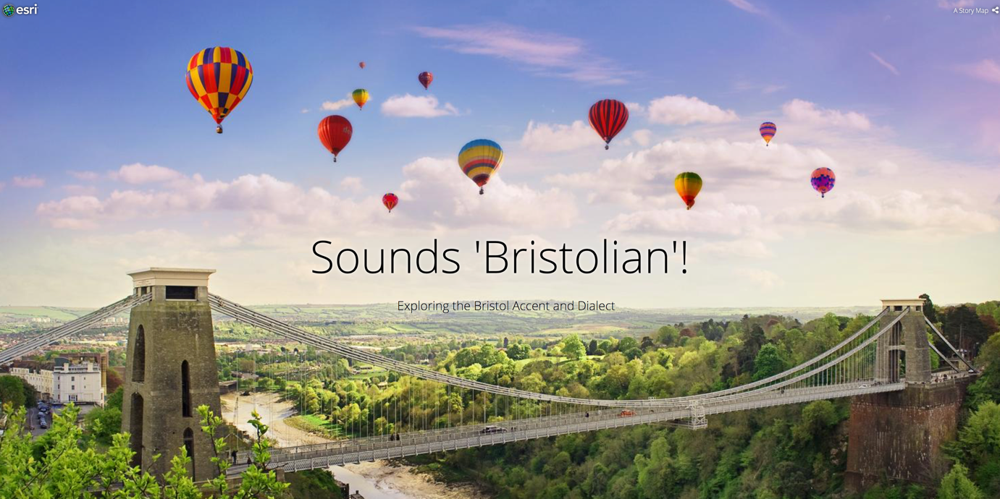 esri
A Story Map
Sounds 'Bristolian'!
Exploring the Bristol Accent and Dialect